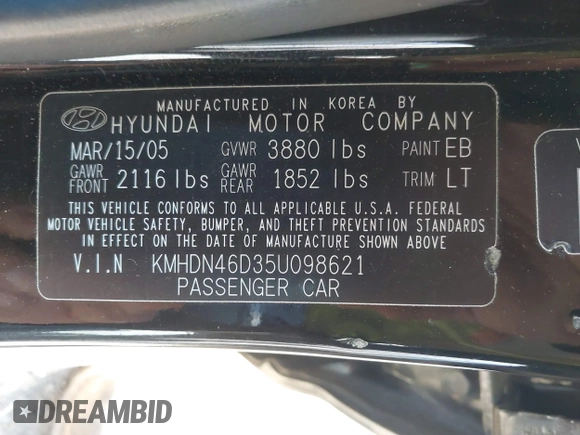 MANUFACTURED IN KOREA BY
HYUNDAI MOTOR COMPANY
MAR/15/05 GVWR 3880 lbs PAINT EB
GAWR FRONT 2116 lbs GAWR REAR 1852 lbs TRIM LT
THIS VEHICLE CONFORMS TO ALL APPLICABLE U.S.A. FEDERAL
MOTOR VEHICLE SAFETY, BUMPER, AND THEFT PREVENTION STANDARDS
IN EFFECT ON THE DATE OF MANUFACTURE SHOWN ABOVE
V.I.N KMHDN46D35U098621
PASSENGER CAR
DREAMBID